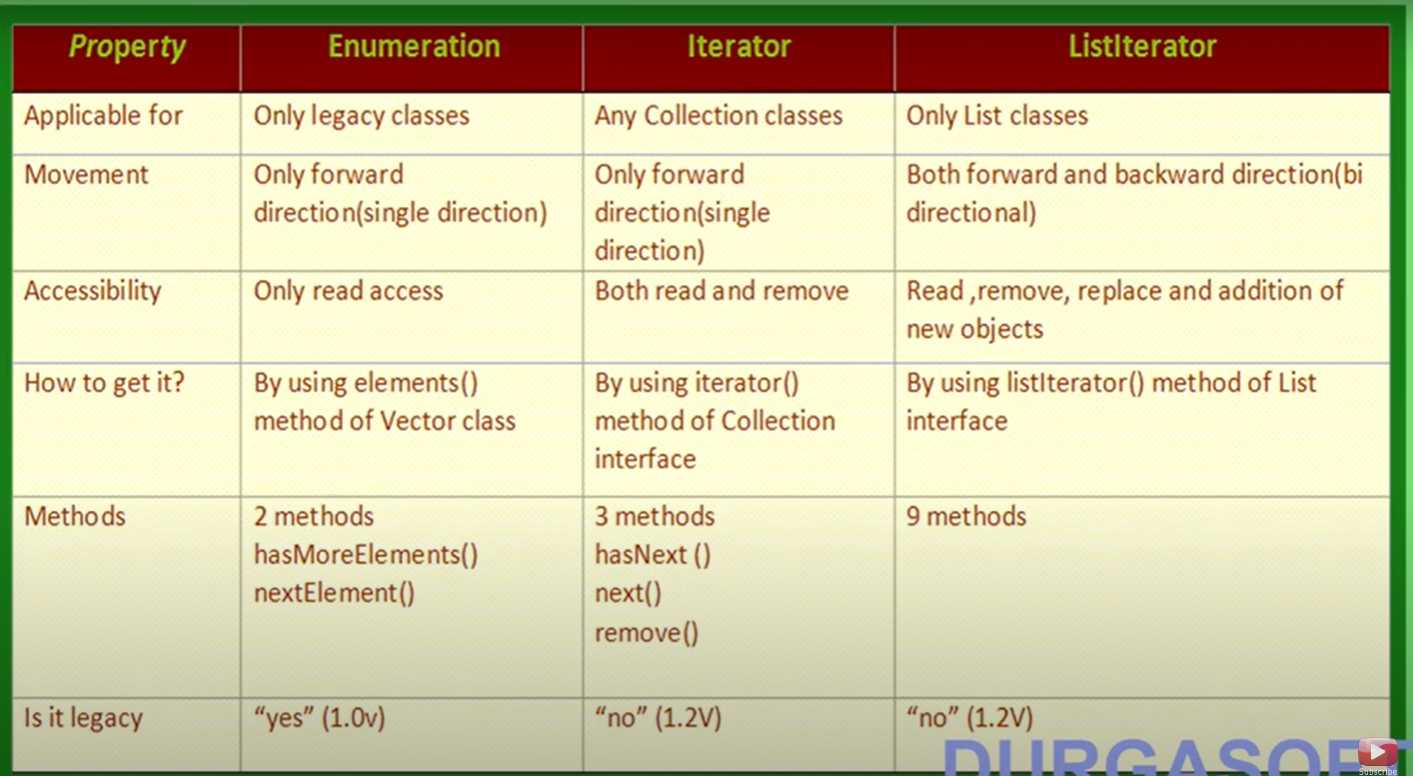 Property Enumeration Iterator ListIterator
Applicable for Only legacy classes Any Collection classes Only List classes
Movement Only forward Only forward Both forward and backward direction(bi
direction(single direction) direction(single directional)
direction)
Accessibility Only read access Both read and remove Read ,remove, replace and addition of
new objects
How to get it? By using elements() By using iterator() By using listIterator() method of List
method of Vector class method of Collection interface
interface
Methods 2 methods 3 methods 9 methods
hasMoreElements() hasNext ()
nextElement() next()
remove()
Is it legacy “yes” (1.0v) “no” (1.2V) “no” (1.2V)
DURGASOFT
Subscribe